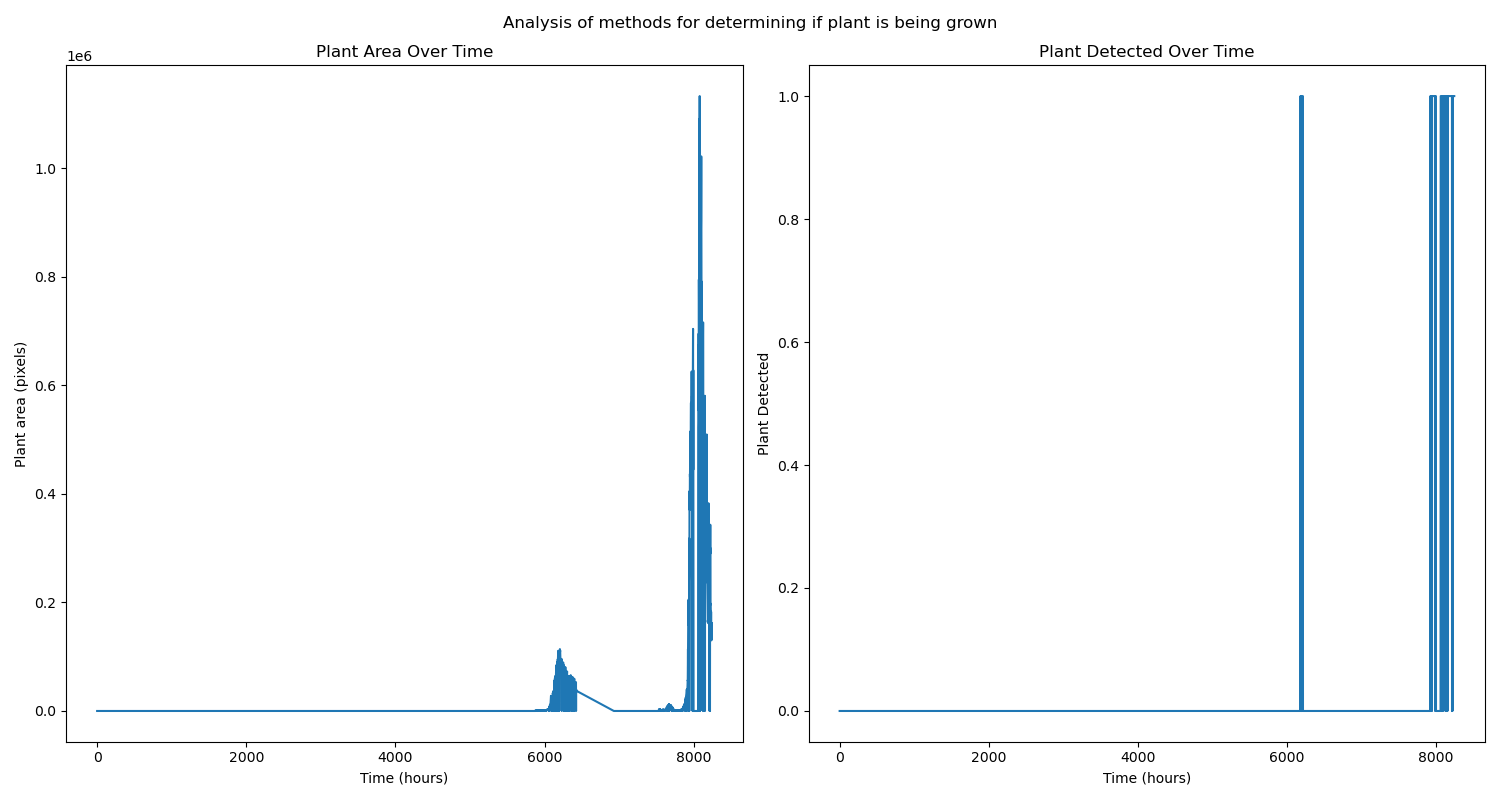 Analysis of methods for determining if plant is being grown
Plant Area Over Time
1e6
1.0
0.8
0.6
0.4
0.2
0.0
Plant area (pixels)
0 2000 4000 6000 8000
Time (hours)
Plant Detected Over Time
1.0
0.8
0.6
0.4
0.2
0.0
Plant Detected
0 2000 4000 6000 8000
Time (hours)